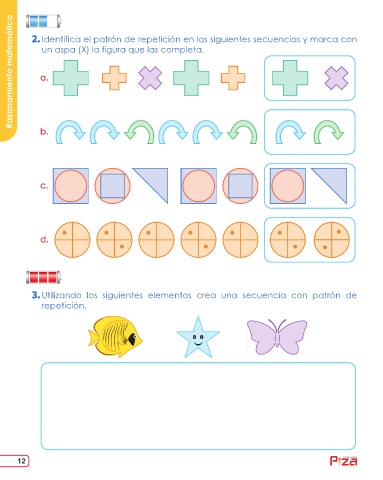 Razonamiento matemático
2. Identifica el patrón de repetición en las siguientes secuencias y marca con
un aspa (X) la figura que las completa.
a.
b.
c.
d.
3. Utilizando los siguientes elementos crea una secuencia con patrón de
repetición.
12
Piza